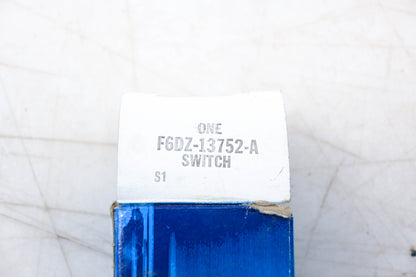 ONE
F6DZ-13752-A
SWITCH
S1